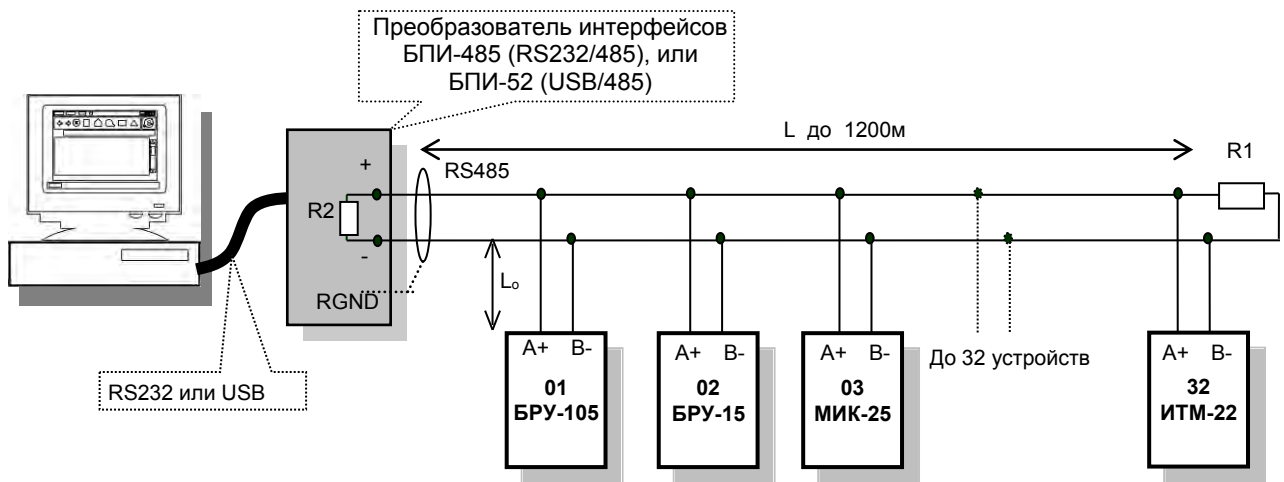 Преобразователь интерфейсов
БПИ-485 (RS232/485), или
БПИ-52 (USB/485)
L до 1200м
R1
+
RS485
R2
-
Lо
RGND
A+ B-
01
БРУ-105
A+ B-
02
БРУ-15
A+ B-
03
МИК-25
До 32 устройств
A+ B-
32
ИТМ-22
RS232 или USB